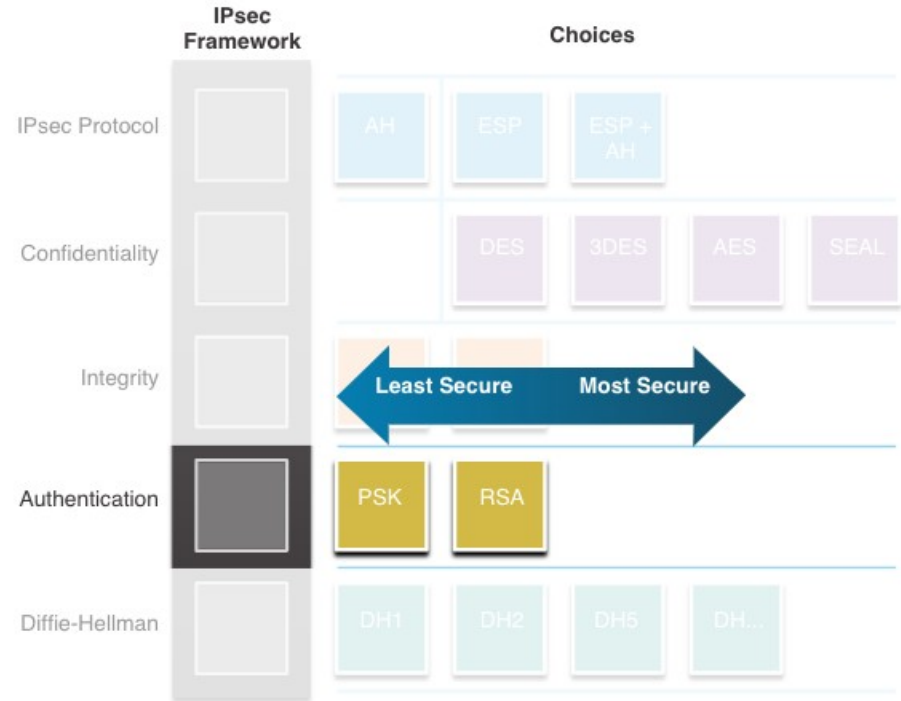 IPsec
Framework
Choices
IPsec Protocol
AH
ESP
ESP +
AH
Confidentiality
DES
3DES
AES
SEAL
Integrity
Least Secure
Most Secure
Authentication
PSK
RSA
Diffie-Hellman
DH1
DH2
DH5
DH...